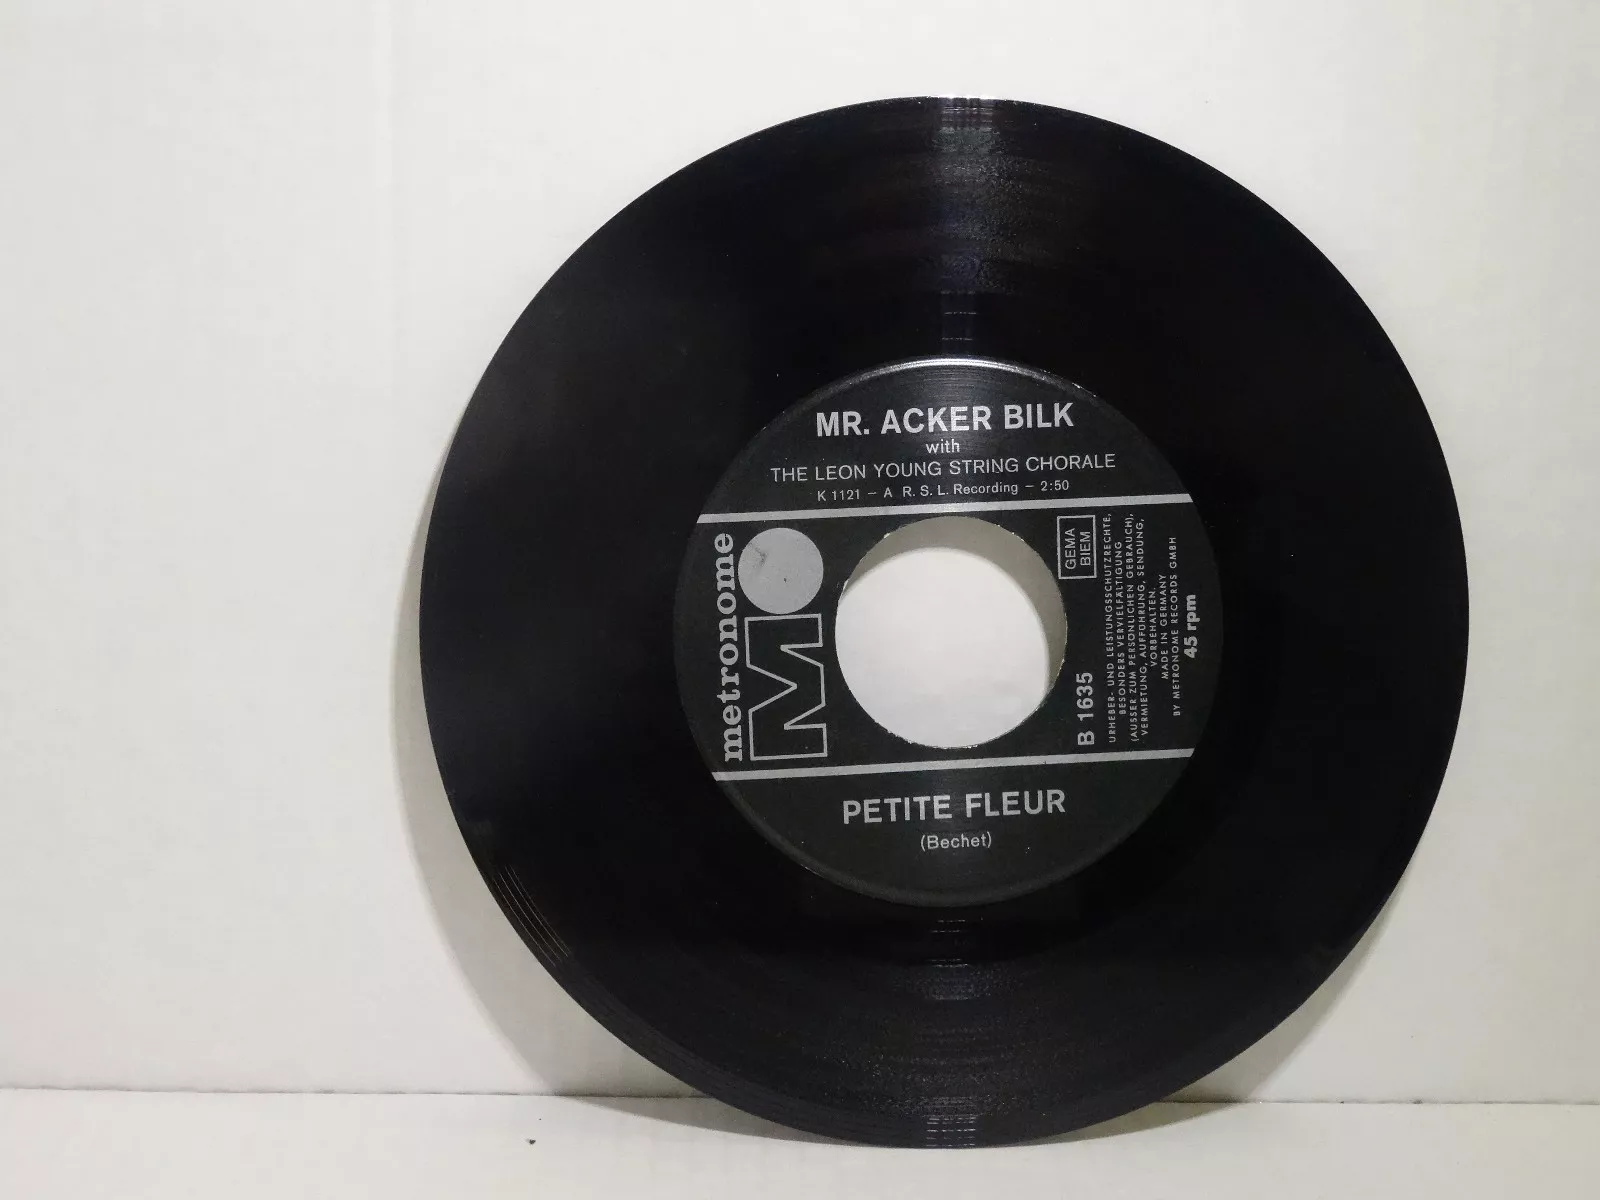 MR. ACKER BILK
with
THE LEON YOUNG STRING CHORALE
K 1121 – A R. S. L. Recording – 2:50
metronome
M
GEMA
BIEM
B 1635
URHEBER- UND LEISTUNGSSCHUTZRECHTE,
BESONDERS VERVIELFÄLTIGUNG
(AUSSER ZUM PERSÖNLICHEN GEBRAUCH),
VERMIETUNG, AUFFÜHRUNG, SENDUNG,
VORBEHALTEN.
MADE IN GERMANY
BY METRONOME RECORDS GMBH
45 rpm
PETITE FLEUR
(Bechet)